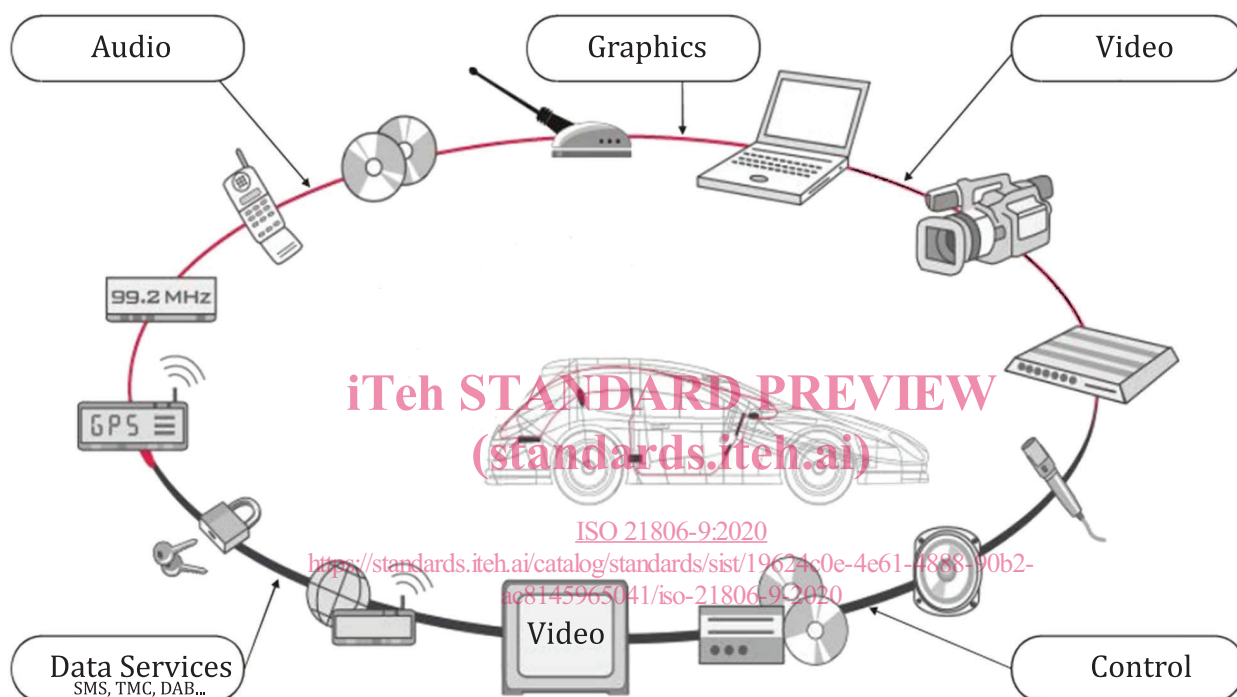 Audio
Graphics
Video
99.2 MHz
GPS
iTeh STANDARD PREVIEW
(standards.iteh.ai)
ISO 21806-9:2020
https://standards.iteh.ai/catalog/standards/sist/19624c0e-4e61-4888-90b2-
ac8145965041/iso-21806-9-2020
Video
Data Services
SMS, TMC, DAB...
Control